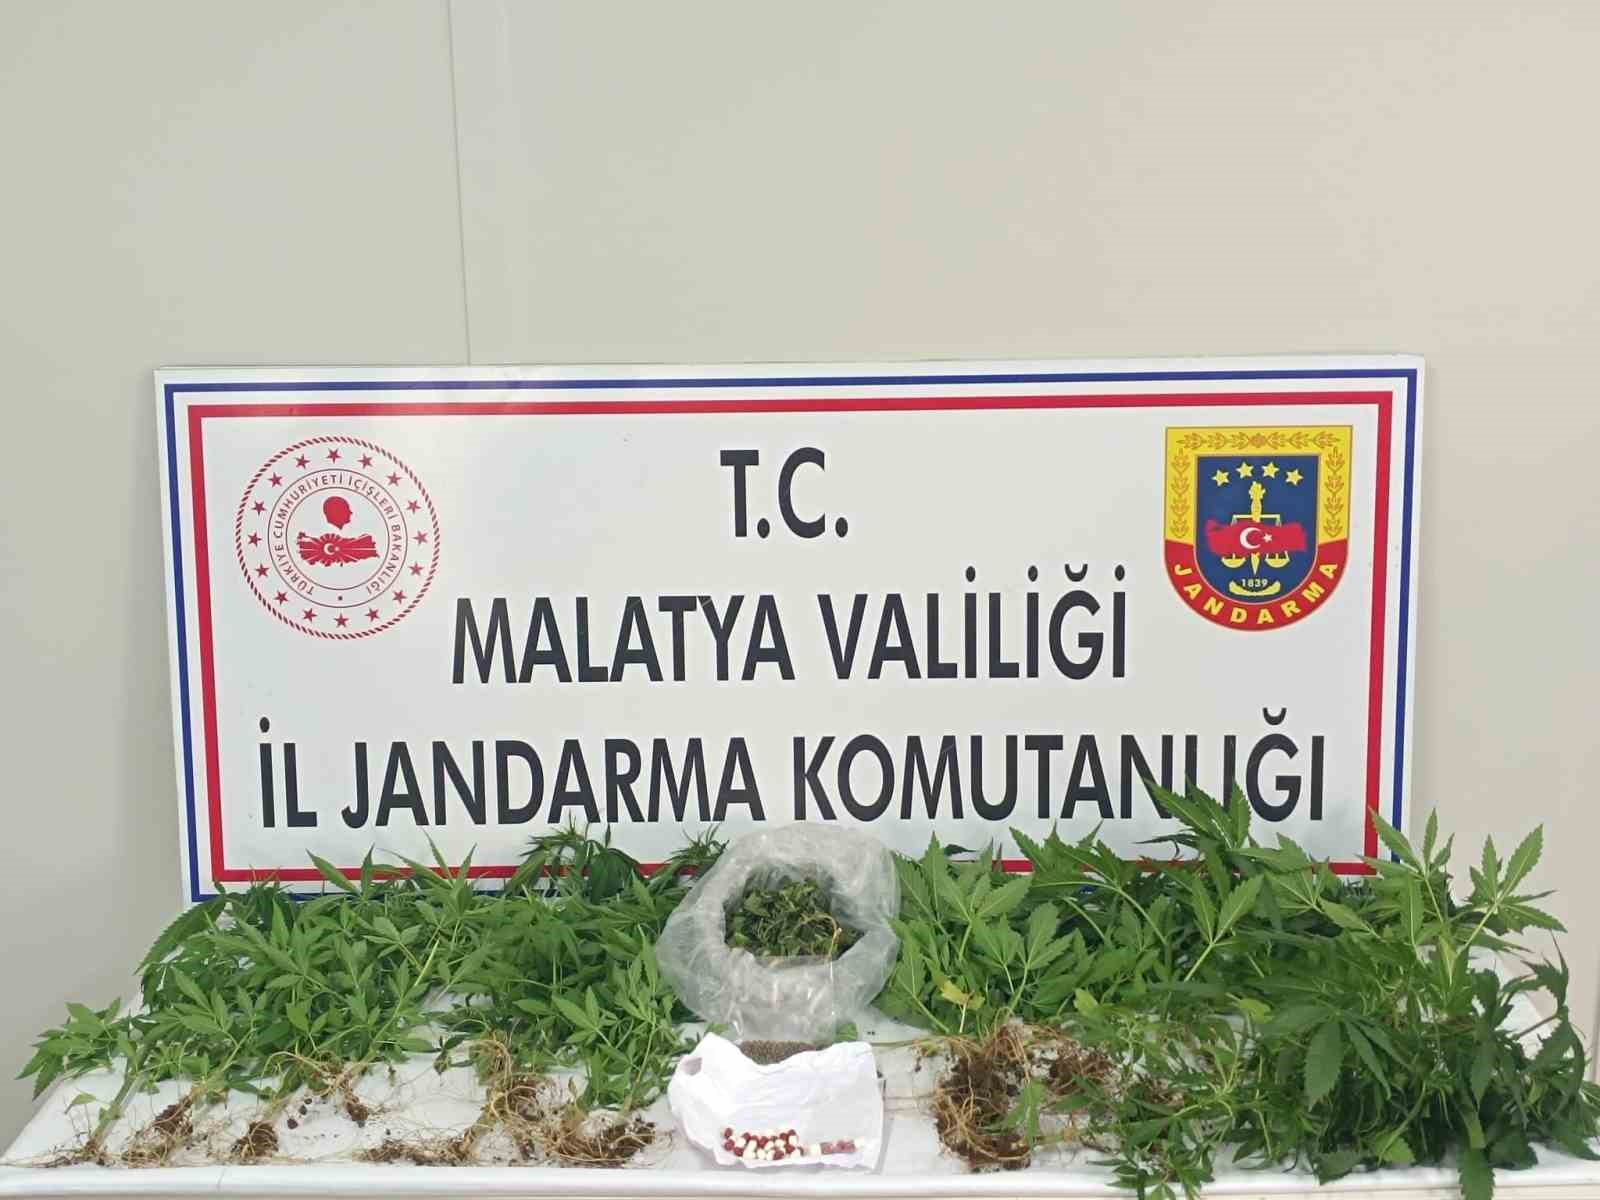 T.C.
MALATYA VALİLİĞİ
İL JANDARMA KOMUTANLIĞI
TÜRKİYE CUMHURİYETİ İÇİŞLERİ BAKANLIĞI
1839
JANDARMA